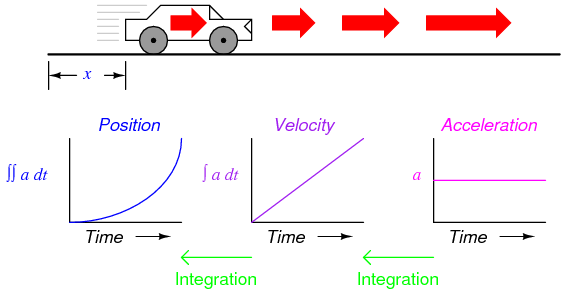 x
Position
Velocity
Acceleration
∫∫ a dt
∫ a dt
a
Time
Time
Time
Integration
Integration